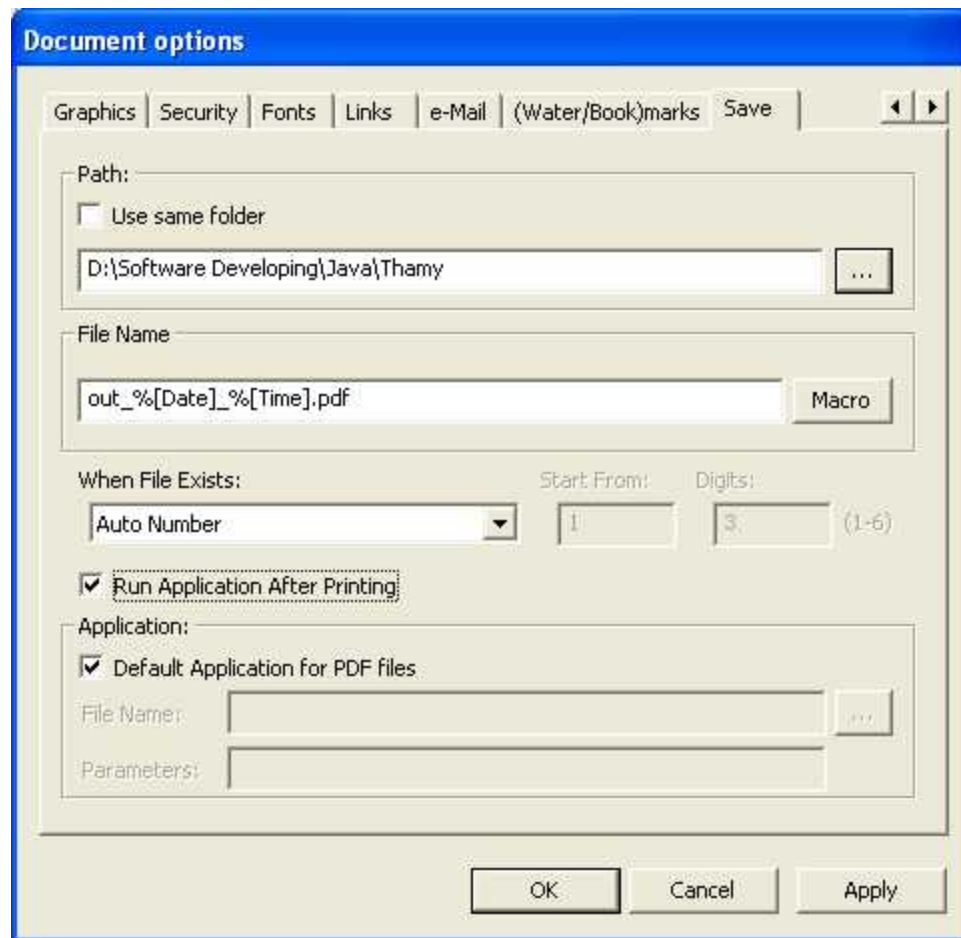 Document options
Graphics Security Fonts Links e-Mail (Water/Book)marks Save
Path:
Use same folder
D:\Software Developing\Java\Thamy
...
File Name
out_%[Date]_%[Time].pdf
Macro
When File Exists: Start From: Digits:
Auto Number 1 3 (1-6)
Run Application After Printing
Application:
Default Application for PDF files
File Name: ...
Parameters:
OK Cancel Apply